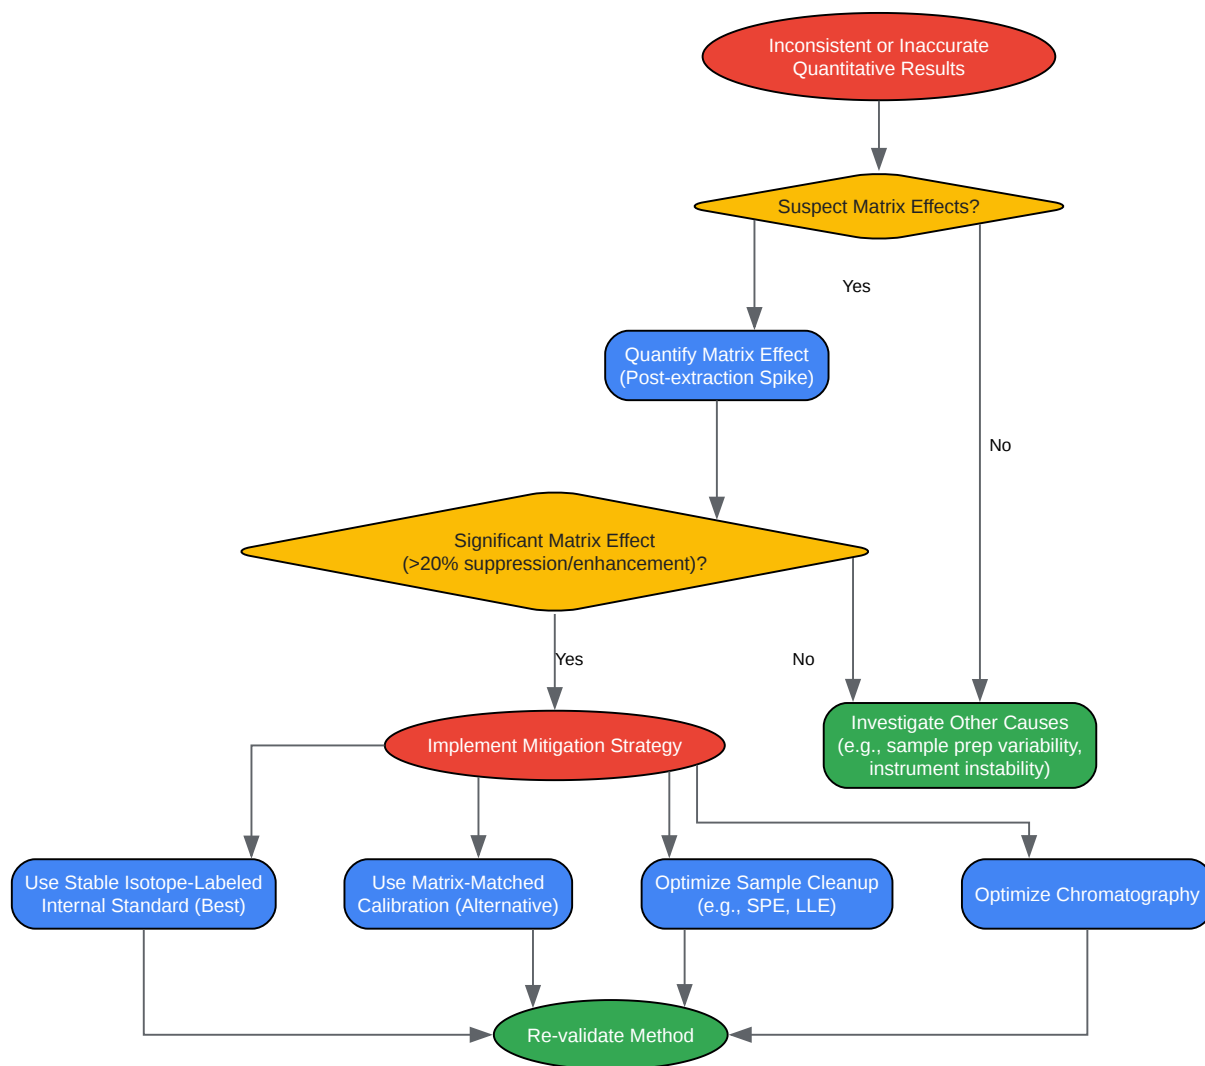 Inconsistent or Inaccurate
Quantitative Results
Suspect Matrix Effects?
Yes
Quantify Matrix Effect
(Post-extraction Spike)
No
Significant Matrix Effect
(>20% suppression/enhancement)?
Yes
No
Investigate Other Causes
(e.g., sample prep variability,
instrument instability)
Implement Mitigation Strategy
Use Stable Isotope-Labeled
Internal Standard (Best)
Use Matrix-Matched
Calibration (Alternative)
Optimize Sample Cleanup
(e.g., SPE, LLE)
Optimize Chromatography
Re-validate Method